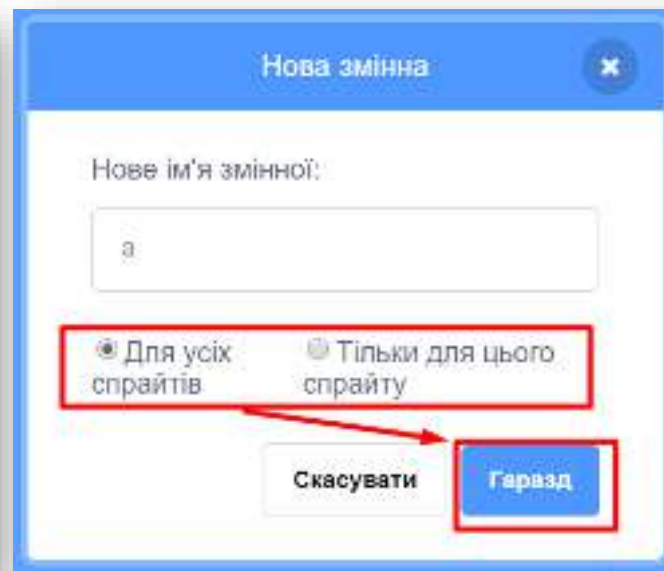 Нова змінна
Нове ім'я змінної:
а
Для усіх спрайтів
Тільки для цього спрайту
Скасувати
Гаразд